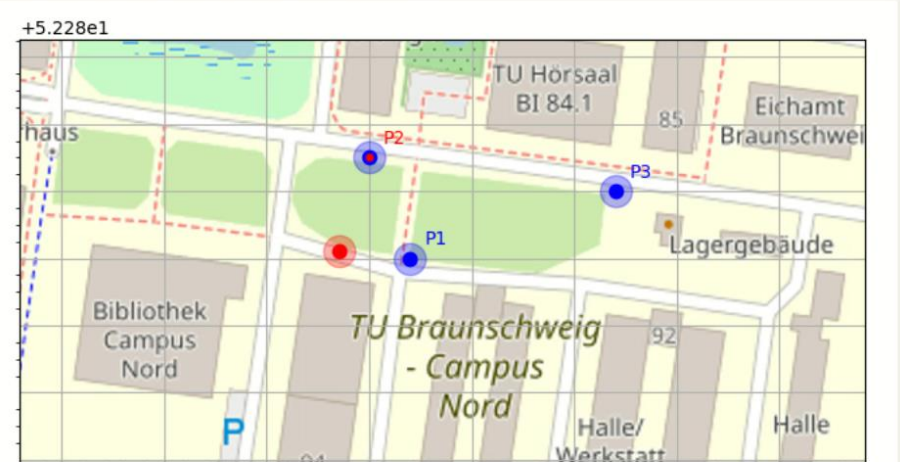 +5.228e1
TU Hörsaal
BI 84.1
85
Eichamt
Braunschwei
haus
P2
P3
P1
Lagergebäude
Bibliothek
Campus
Nord
TU Braunschweig
- Campus
Nord
92
P
Halle/
Werkstatt
Halle
94